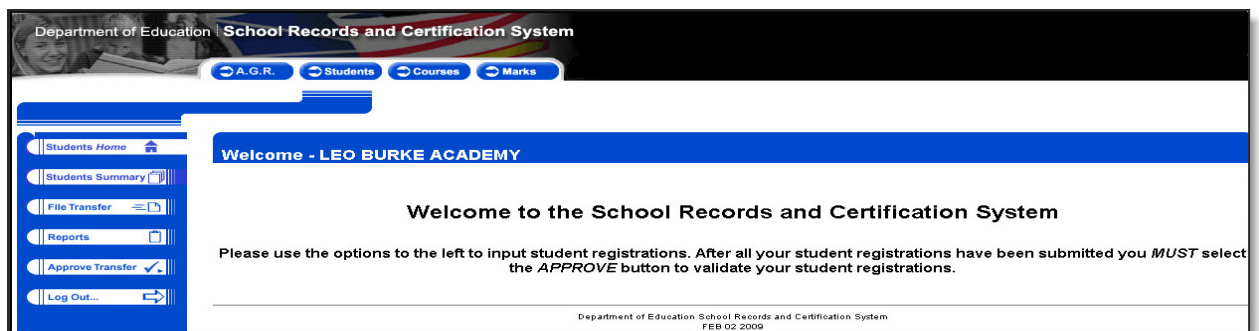 Department of Education School Records and Certification System
A.G.R. Students Courses Marks
Students Home
Students Summary
File Transfer
Reports
Approve Transfer
Log Out...
Welcome - LEO BURKE ACADEMY
Welcome to the School Records and Certification System
Please use the options to the left to input student registrations. After all your student registrations have been submitted you MUST select
the APPROVE button to validate your student registrations.
Department of Education School Records and Certification System
FEB 02 2009